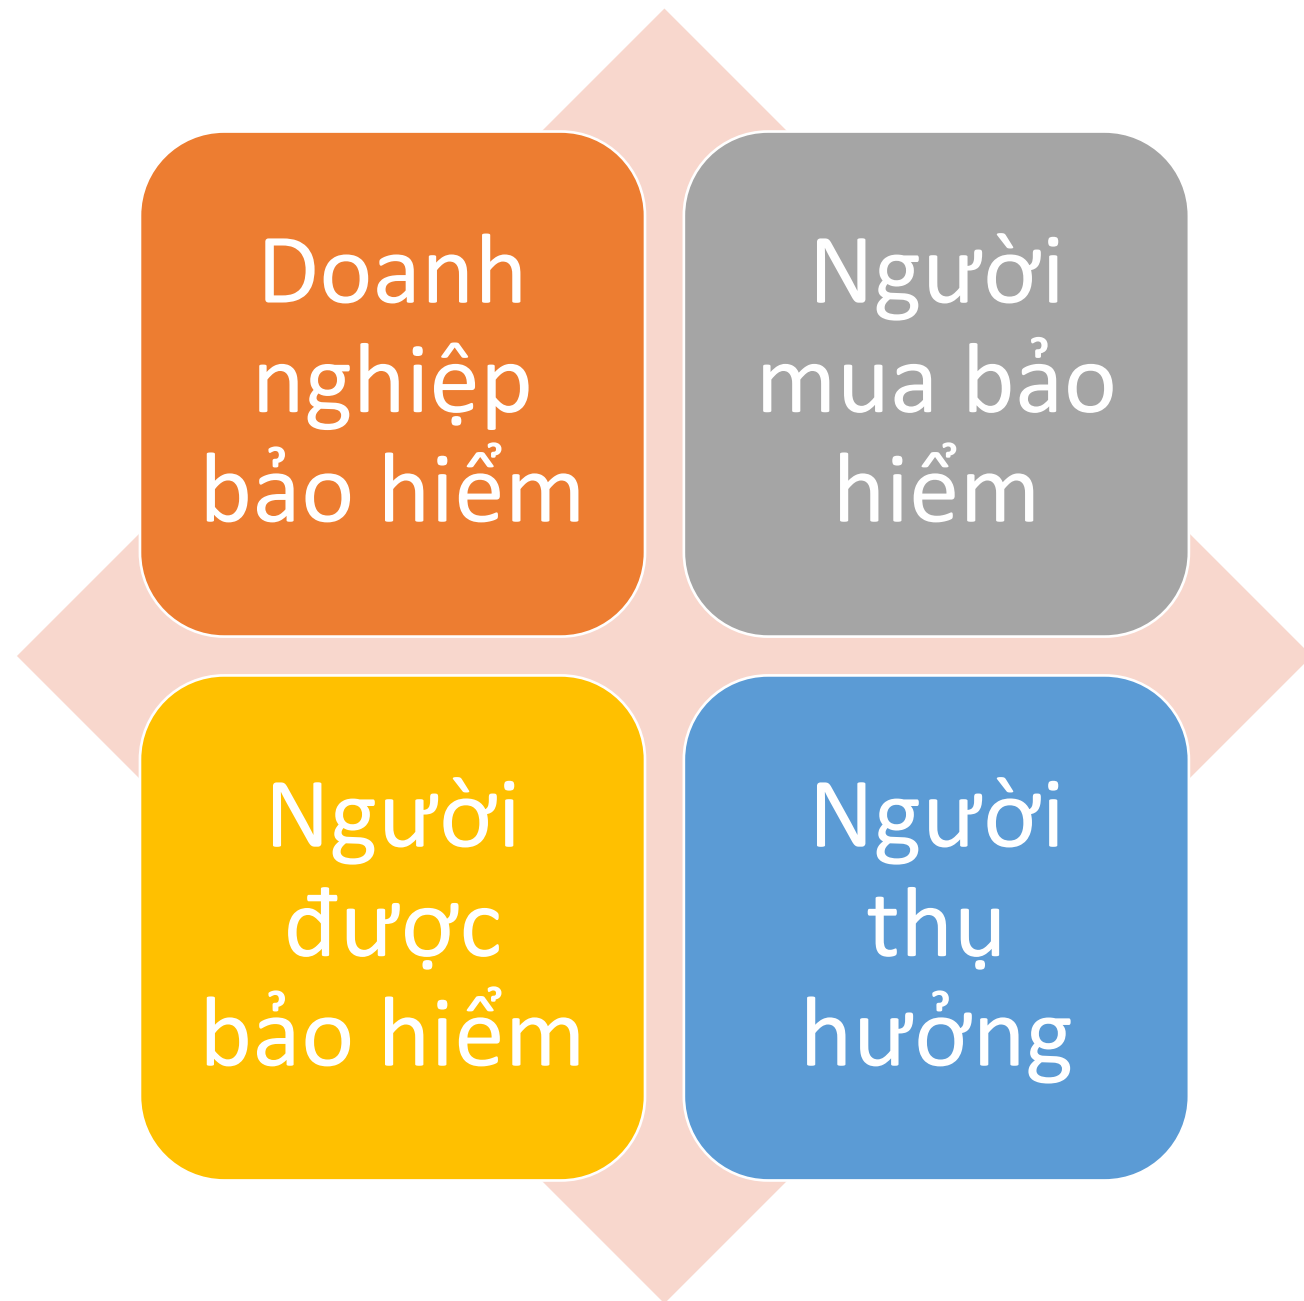 Doanh
nghiệp
bảo hiểm
Người
mua bảo
hiểm
Người
được
bảo hiểm
Người
thụ
hưởng